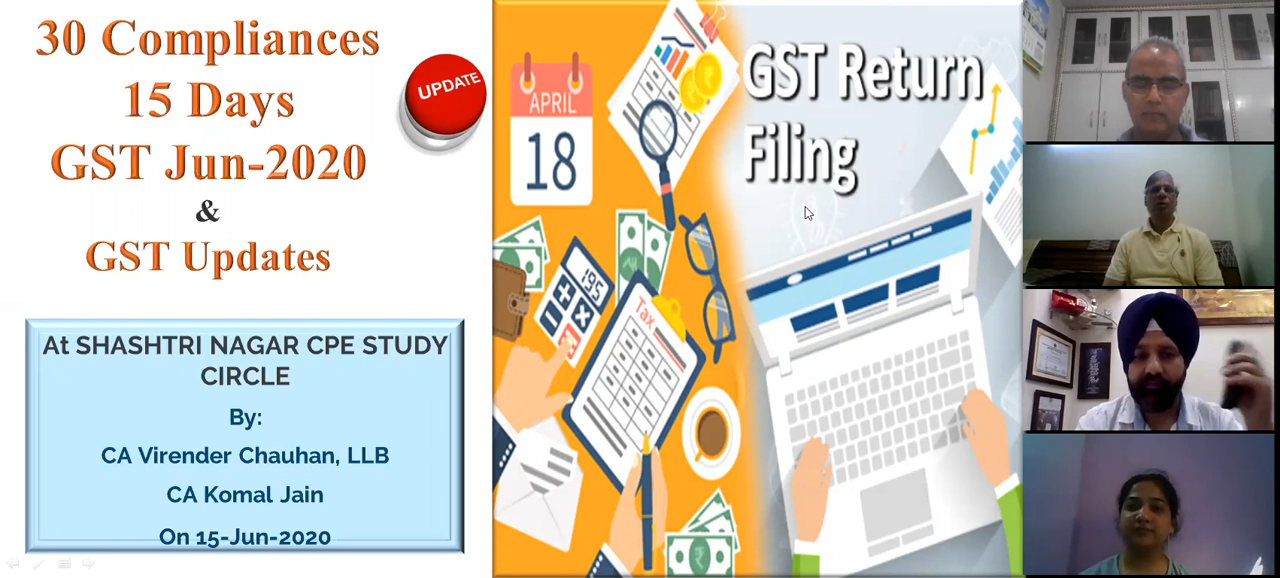 30 Compliances
15 Days
GST Jun-2020
&
GST Updates
UPDATE
At SHASHTRI NAGAR CPE STUDY
CIRCLE
By:
CA Virender Chauhan, LLB
CA Komal Jain
On 15-Jun-2020
APRIL
18
195
Tax
GST Return
Filing